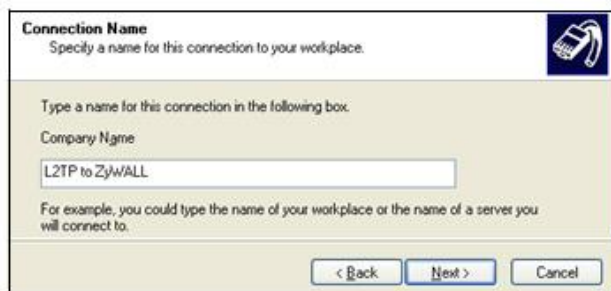 Connection Name
Specify a name for this connection to your workplace.
Type a name for this connection in the following box.
Company Name
L2TP to ZyWALL
For example, you could type the name of your workplace or the name of a server you
will connect to.
< Back Next > Cancel